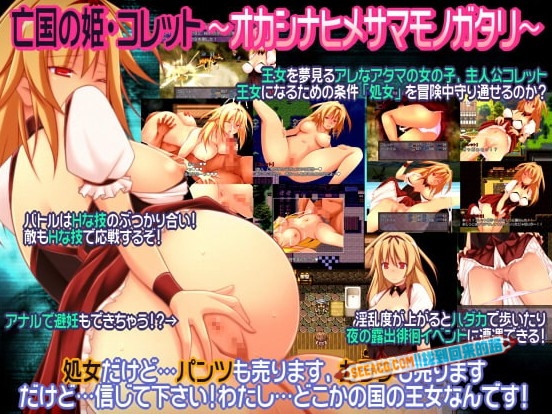 亡国の姫・コレット ～オカシナヒメサマモノガタリ～
王女を夢見るアレなアタマの女の子，主人公コレット
王女になるための条件「処女」を冒険中守り通せるのか？
バトルはHな技のぶつかり合い！
敵もHな技で応戦するぞ！
アナルで避妊もできちゃう！？→
淫乱度が上がるとハダカで歩いたり
夜の露出徘徊イベントに遭遇できる！
SEEACG.COM
処女だけど…パンツも売ります，も売ります
だけど…信じて下さい！わたし…どこかの国の王女なんです！